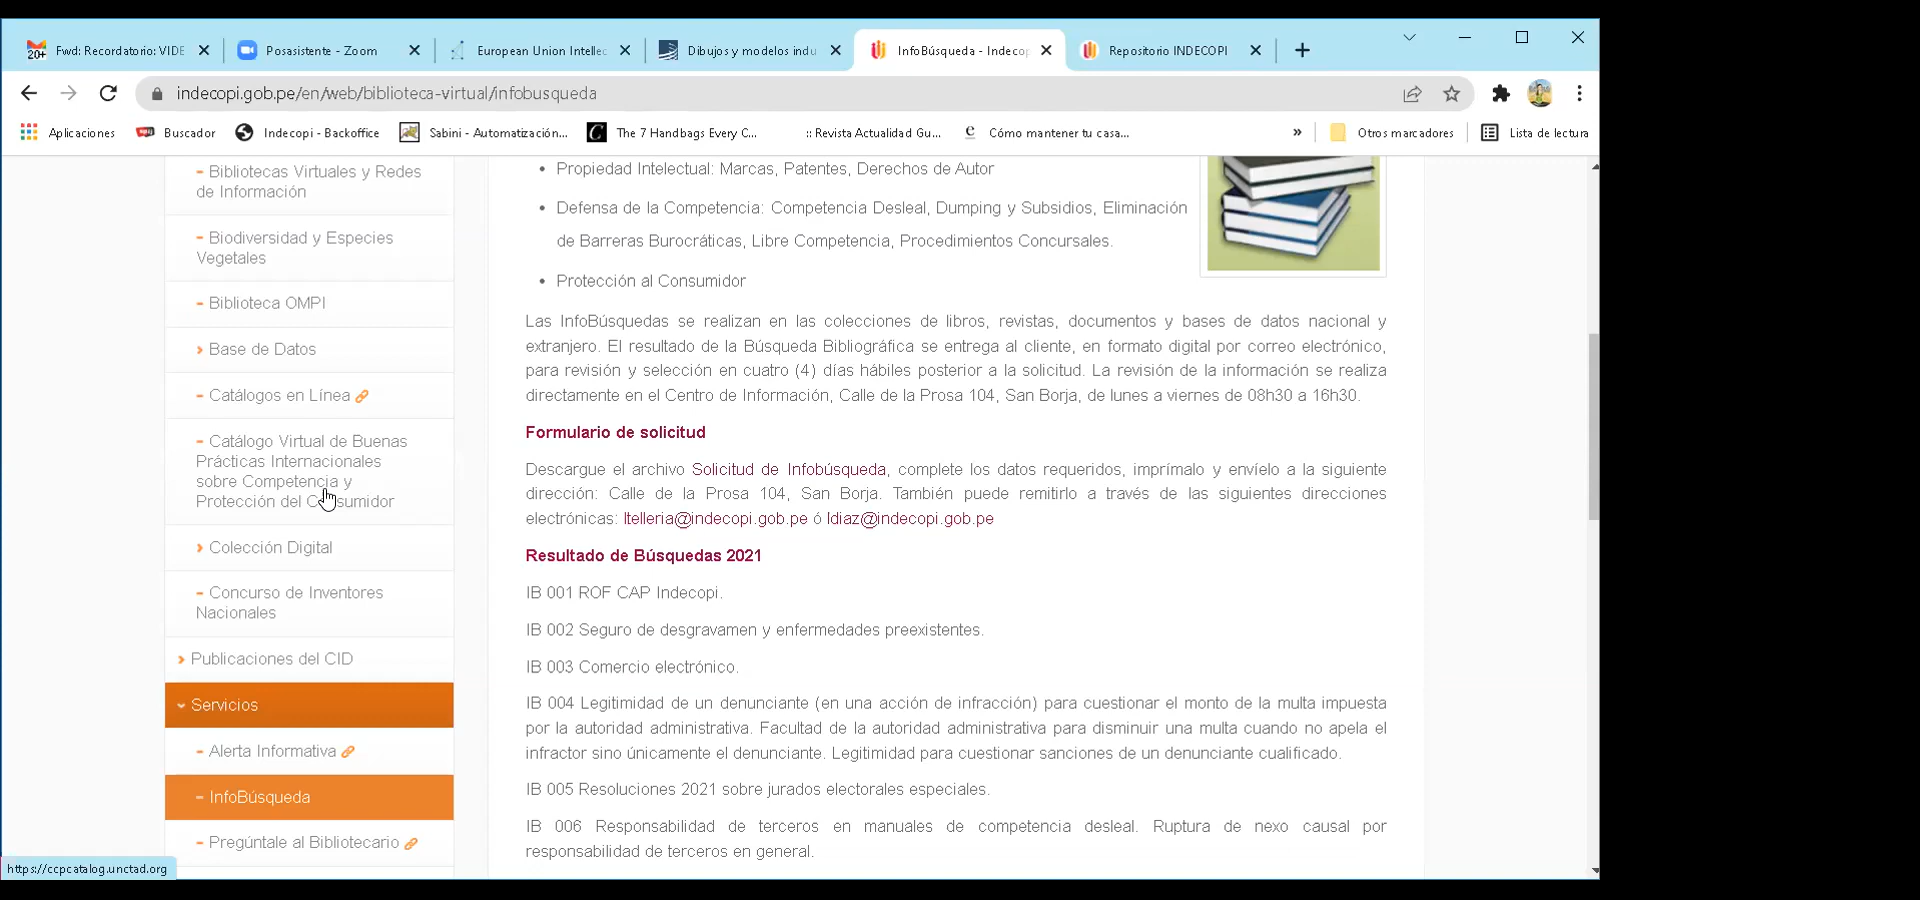 20+
Fwd: Recordatorio: VIDE
Posasistente - Zoom
European Union Intellec
Dibujos y modelos indu
InfoBúsqueda - Indecop
Repositorio INDECOPI
indecopi.gob.pe/en/web/biblioteca-virtual/infobusqueda
Aplicaciones
Buscador
Indecopi - Backoffice
Sabini - Automatización...
The 7 Handbags Every C...
:: Revista Actualidad Gu...
Cómo mantener tu casa...
»
Otros marcadores
Lista de lectura
- Bibliotecas Virtuales y Redes
de Información
- Biodiversidad y Especies
Vegetales
- Biblioteca OMPI
› Base de Datos
- Catálogos en Línea
- Catálogo Virtual de Buenas
Prácticas Internacionales
sobre Competencia y
Protección del Consumidor
› Colección Digital
- Concurso de Inventores
Nacionales
› Publicaciones del CID
Servicios
- Alerta Informativa
- InfoBúsqueda
- Pregúntale al Bibliotecario
• Propiedad Intelectual: Marcas, Patentes, Derechos de Autor
• Defensa de la Competencia: Competencia Desleal, Dumping y Subsidios, Eliminación
de Barreras Burocráticas, Libre Competencia, Procedimientos Concursales.
• Protección al Consumidor
Las InfoBúsquedas se realizan en las colecciones de libros, revistas, documentos y bases de datos nacional y
extranjero. El resultado de la Búsqueda Bibliográfica se entrega al cliente, en formato digital por correo electrónico,
para revisión y selección en cuatro (4) días hábiles posterior a la solicitud. La revisión de la información se realiza
directamente en el Centro de Información, Calle de la Prosa 104, San Borja, de lunes a viernes de 08h30 a 16h30.
Formulario de solicitud
Descargue el archivo Solicitud de Infobúsqueda, complete los datos requeridos, imprímalo y envíelo a la siguiente
dirección: Calle de la Prosa 104, San Borja. También puede remitirlo a través de las siguientes direcciones
electrónicas: ltelleria@indecopi.gob.pe ó ldiaz@indecopi.gob.pe
Resultado de Búsquedas 2021
IB 001 ROF CAP Indecopi.
IB 002 Seguro de desgravamen y enfermedades preexistentes.
IB 003 Comercio electrónico.
IB 004 Legitimidad de un denunciante (en una acción de infracción) para cuestionar el monto de la multa impuesta
por la autoridad administrativa. Facultad de la autoridad administrativa para disminuir una multa cuando no apela el
infractor sino únicamente el denunciante. Legitimidad para cuestionar sanciones de un denunciante cualificado.
IB 005 Resoluciones 2021 sobre jurados electorales especiales.
IB 006 Responsabilidad de terceros en manuales de competencia desleal. Ruptura de nexo causal por
responsabilidad de terceros en general.
https://ccpcatalog.unctad.org